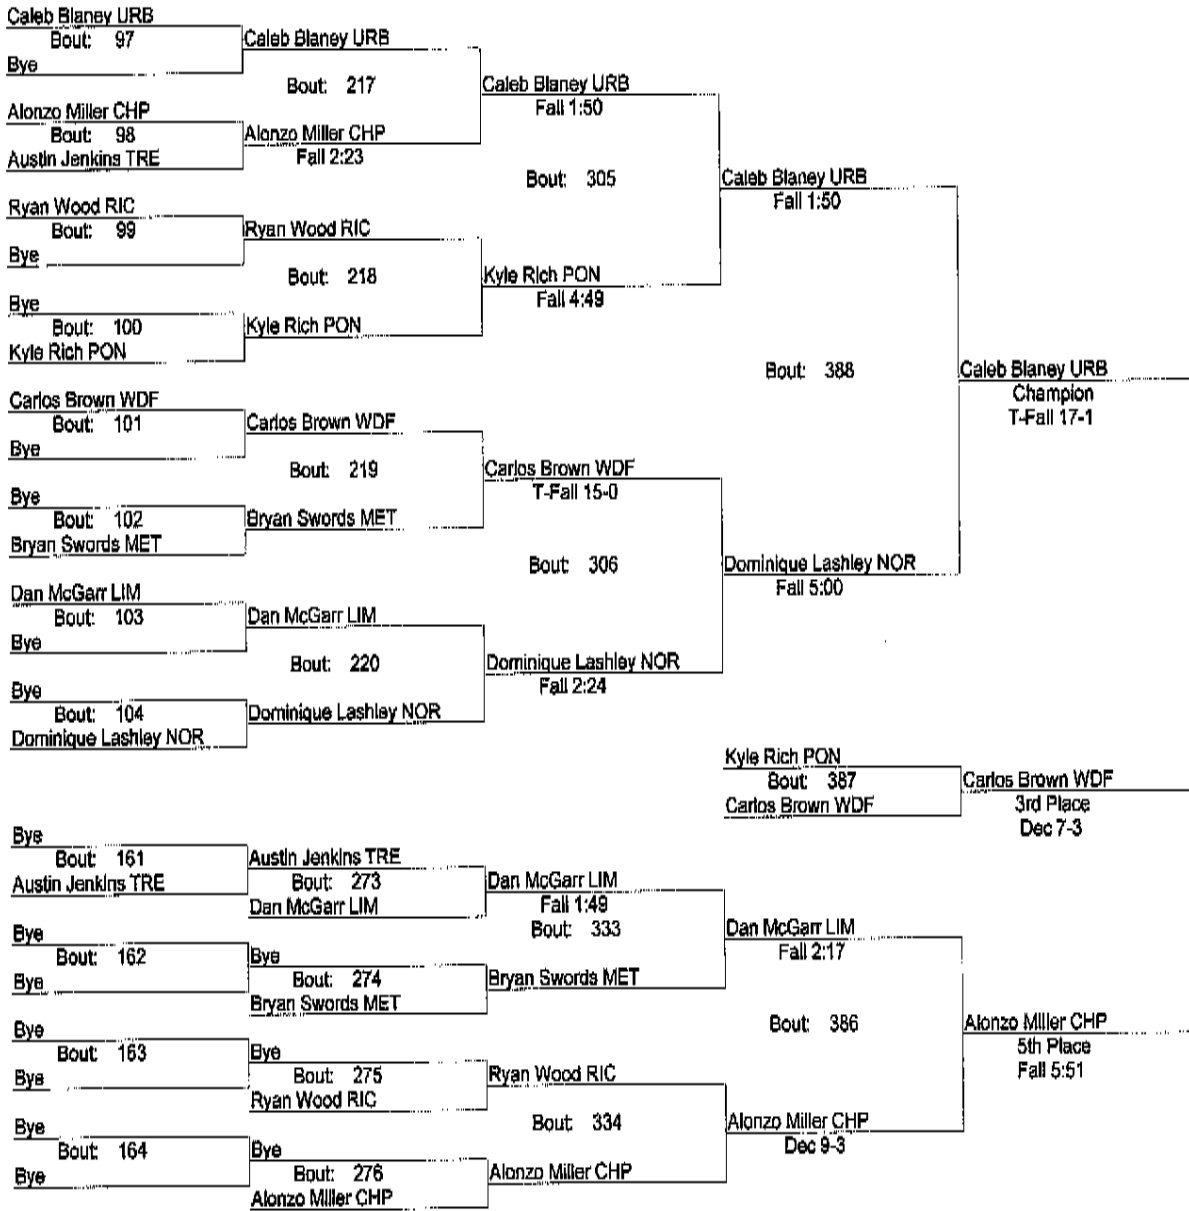 Caleb Blaney URB
Bout: 97
Bye
Caleb Blaney URB
Bout: 217
Alonzo Miller CHP
Bout: 98
Austin Jenkins TRE
Alonzo Miller CHP
Fall 2:23
Caleb Blaney URB
Fall 1:50
Bout: 305
Ryan Wood RIC
Bout: 99
Bye
Ryan Wood RIC
Bout: 218
Bye
Bout: 100
Kyle Rich PON
Kyle Rich PON
Kyle Rich PON
Fall 4:49
Caleb Blaney URB
Fall 1:50
Bout: 388
Caleb Blaney URB
Champion
T-Fall 17-1
Carlos Brown WDF
Bout: 101
Bye
Carlos Brown WDF
Bout: 219
Bye
Bout: 102
Bryan Swords MET
Bryan Swords MET
Carlos Brown WDF
T-Fall 15-0
Bout: 306
Dan McGarr LIM
Bout: 103
Bye
Dan McGarr LIM
Bout: 220
Bye
Bout: 104
Dominique Lashley NOR
Dominique Lashley NOR
Dominique Lashley NOR
Fall 2:24
Dominique Lashley NOR
Fall 5:00
Kyle Rich PON
Bout: 387
Carlos Brown WDF
Carlos Brown WDF
3rd Place
Dec 7-3
Bye
Bout: 161
Austin Jenkins TRE
Austin Jenkins TRE
Bout: 273
Dan McGarr LIM
Dan McGarr LIM
Fall 1:49
Bout: 333
Bye
Bout: 162
Bye
Bye
Bout: 274
Bryan Swords MET
Bryan Swords MET
Dan McGarr LIM
Fall 2:17
Bout: 386
Bye
Bout: 163
Bye
Bye
Bout: 275
Ryan Wood RIC
Ryan Wood RIC
Bout: 334
Bye
Bout: 164
Bye
Bye
Bout: 276
Alonzo Miller CHP
Alonzo Miller CHP
Alonzo Miller CHP
Dec 9-3
Alonzo Miller CHP
5th Place
Fall 5:51